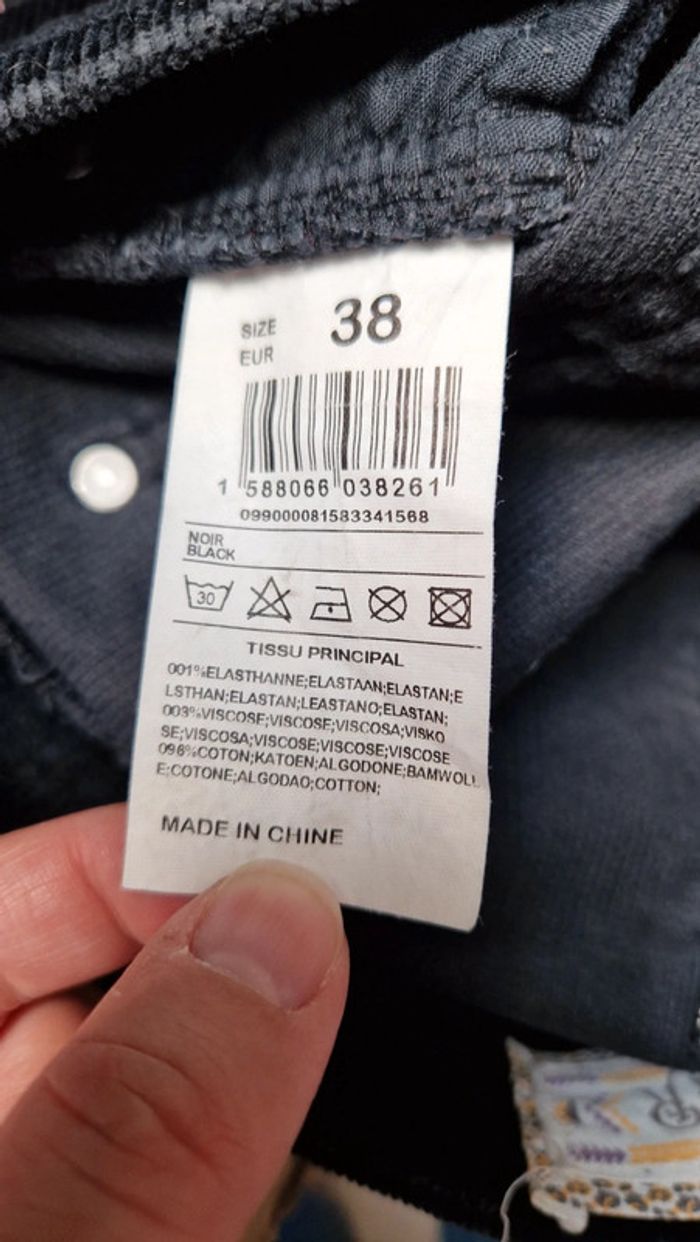 SIZE 38
EUR
1 588066 038261
099000081583341568
NOIR
BLACK
30
TISSU PRINCIPAL
001%ELASTHANNE;ELASTAAN;ELASTAN;E
LSTHAN;ELASTAN;LEASTANO;ELASTAN;
003%VISCOSE;VISCOSE;VISCOSA;VISKO
SE;VISCOSA;VISCOSE;VISCOSE;VISCOSE
096%COTON;KATOEN;ALGODONE;BAMWOLL
E;COTONE;ALGODAO;COTTON;
MADE IN CHINE